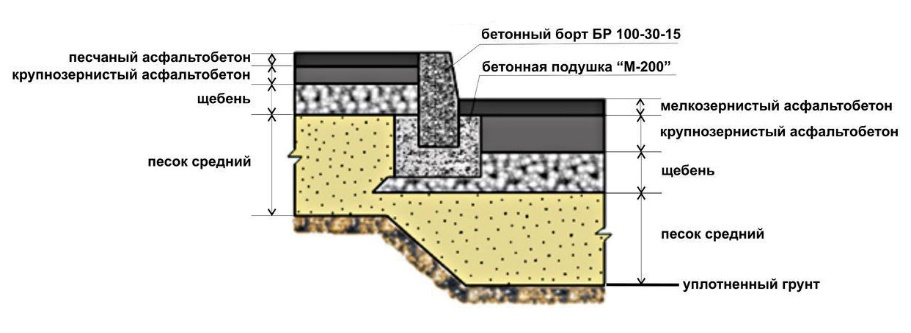 бетонный борт БР 100-30-15
песчаный асфальтобетон
крупнозернистый асфальтобетон
бетонная подушка “М-200”
щебень
мелкозернистый асфальтобетон
крупнозернистый асфальтобетон
песок средний
щебень
песок средний
уплотненный грунт